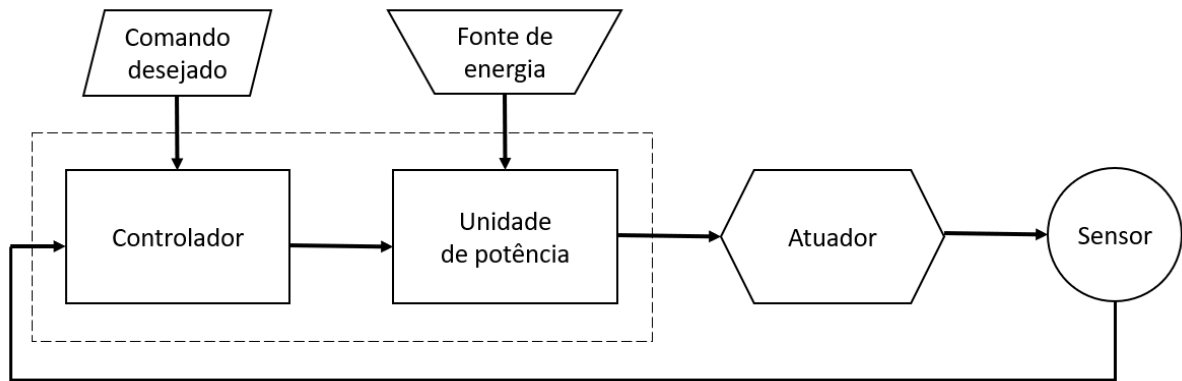 Comando
desejado
Fonte de
energia
Controlador
Unidade
de potência
Atuador
Sensor